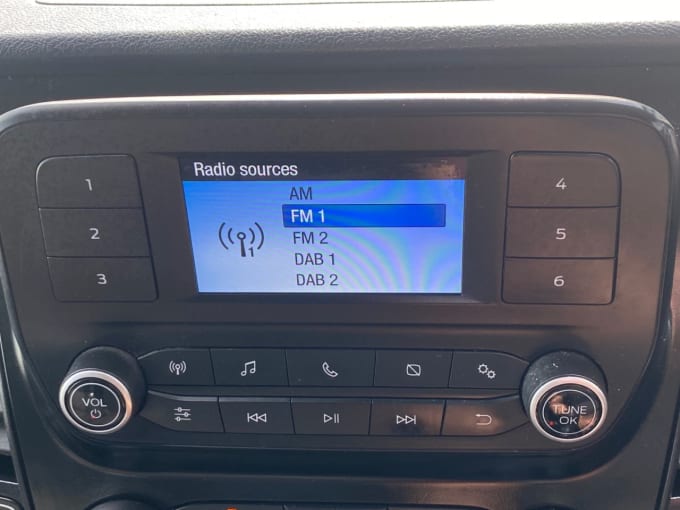 Radio sources
AM
FM 1
FM 2
DAB 1
DAB 2
1
1
2
3
4
5
6
VOL
TUNE
OK